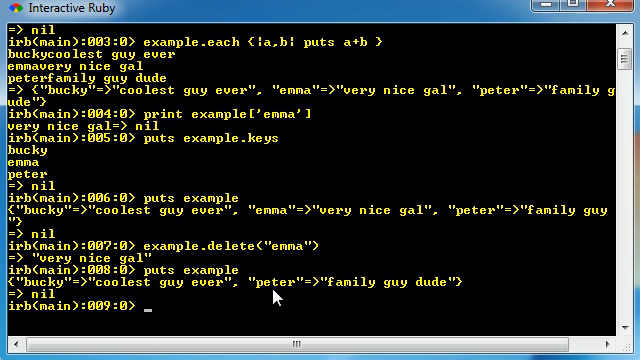 Interactive Ruby
=> nil
irb(main):003:0> example.each {|a,b| puts a+b }
buckycoolest guy ever
emmavery nice gal
peterfamily guy dude
=> {"bucky"=>"coolest guy ever", "emma"=>"very nice gal", "peter"=>"family guy d
ude"}
irb(main):004:0> print example['emma']
very nice gal=> nil
irb(main):005:0> puts example.keys
bucky
emma
peter
=> nil
irb(main):006:0> puts example
{"bucky"=>"coolest guy ever", "emma"=>"very nice gal", "peter"=>"family guy dude
"}
=> nil
irb(main):007:0> example.delete("emma")
=> "very nice gal"
irb(main):008:0> puts example
{"bucky"=>"coolest guy ever", "peter"=>"family guy dude"}
=> nil
irb(main):009:0> _